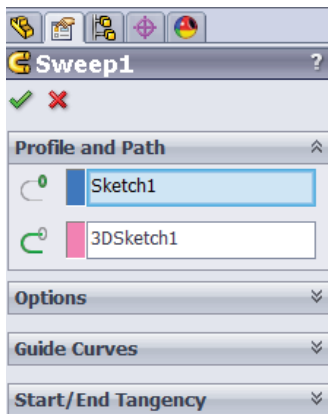 Sweep1 ?
Profile and Path
Sketch1
3DSketch1
Options
Guide Curves
Start/End Tangency